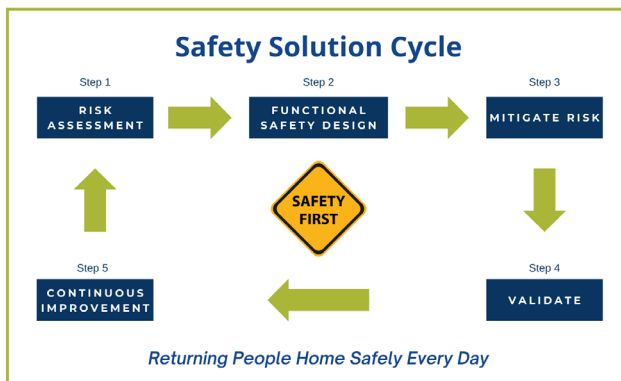 Safety Solution Cycle
Step 1
RISK
ASSESSMENT
Step 2
FUNCTIONAL
SAFETY DESIGN
Step 3
MITIGATE RISK
SAFETY
FIRST
Step 4
VALIDATE
Step 5
CONTINUOUS
IMPROVEMENT
Returning People Home Safely Every Day